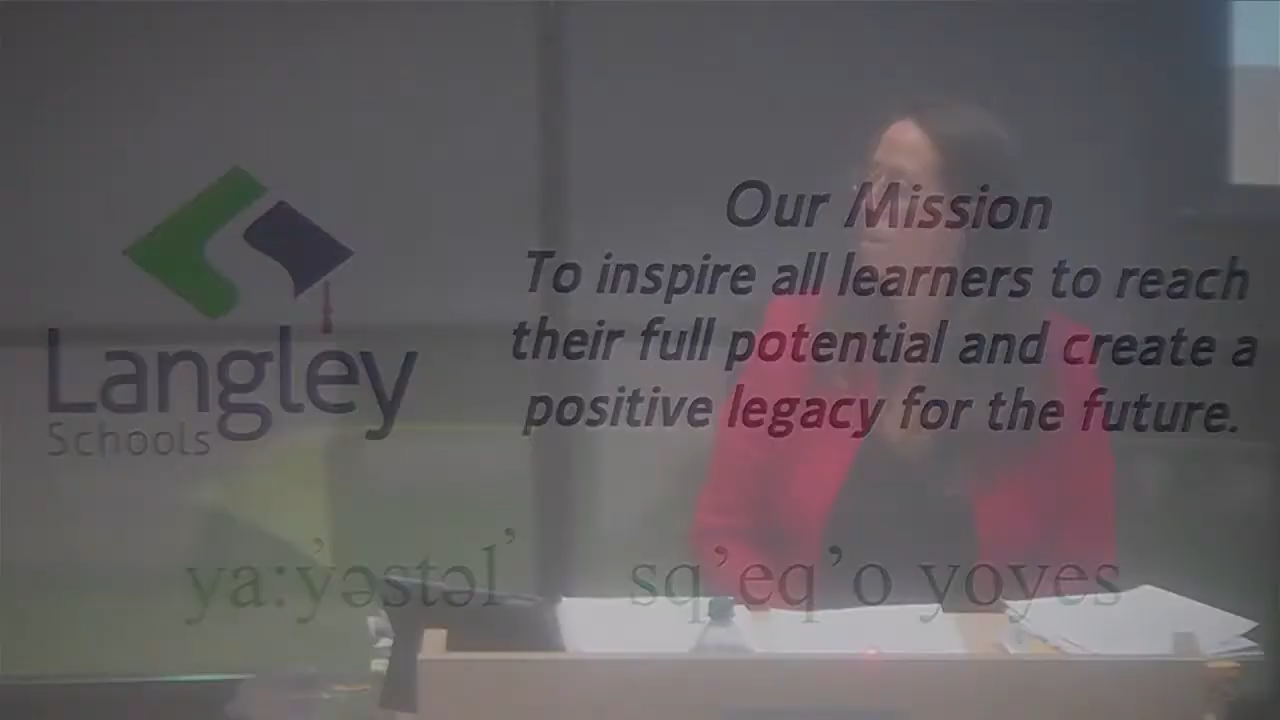 Langley
Schools
Our Mission
To inspire all learners to reach
their full potential and create a
positive legacy for the future.
ya:y̓əstəl̓ sq̓eq̓o yoyes